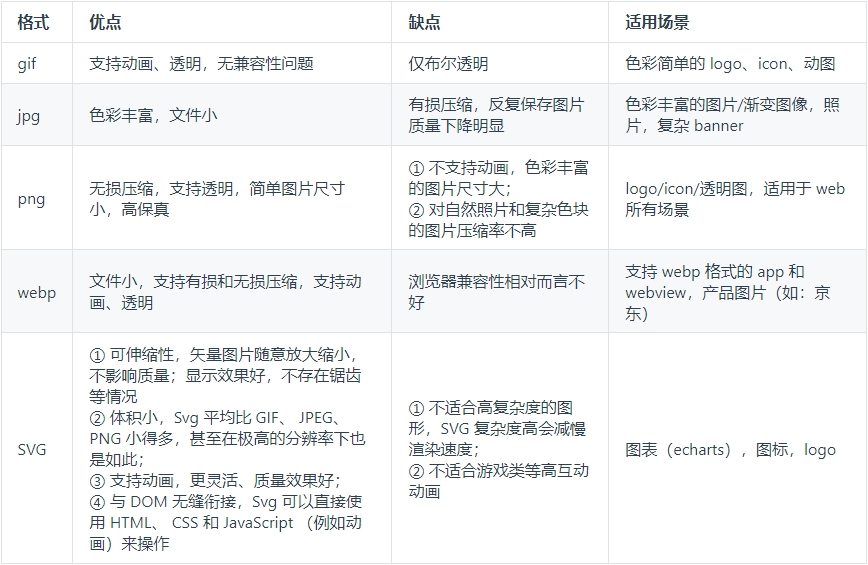 格式 优点 缺点 适用场景
gif 支持动画、透明，无兼容性问题 仅布尔透明 色彩简单的 logo、icon、动图
jpg 色彩丰富，文件小 有损压缩，反复保存图片
质量下降明显 色彩丰富的图片/渐变图像，照
片，复杂 banner
png 无损压缩，支持透明，简单图片尺寸
小，高保真 ① 不支持动画，色彩丰富
的图片尺寸大；
② 对自然照片和复杂色块
的图片压缩率不高 logo/icon/透明图，适用于 web
所有场景
webp 文件小，支持有损和无损压缩，支持动
画、透明 浏览器兼容性相对而言不
好 支持 webp 格式的 app 和
webview，产品图片（如：京
东）
SVG ① 可伸缩性，矢量图片随意放大缩小，
不影响质量；显示效果好，不存在锯齿
等情况
② 体积小，Svg 平均比 GIF、 JPEG、
PNG 小得多，甚至在极高的分辨率下也
是如此；
③ 支持动画，更灵活、质量效果好；
④ 与 DOM 无缝衔接，Svg 可以直接使
用 HTML、 CSS 和 JavaScript （例如动
画）来操作 ① 不适合高复杂度的图
形，SVG 复杂度高会减慢
渲染速度；
② 不适合游戏类等高互动
动画 图表（echarts），图标，logo